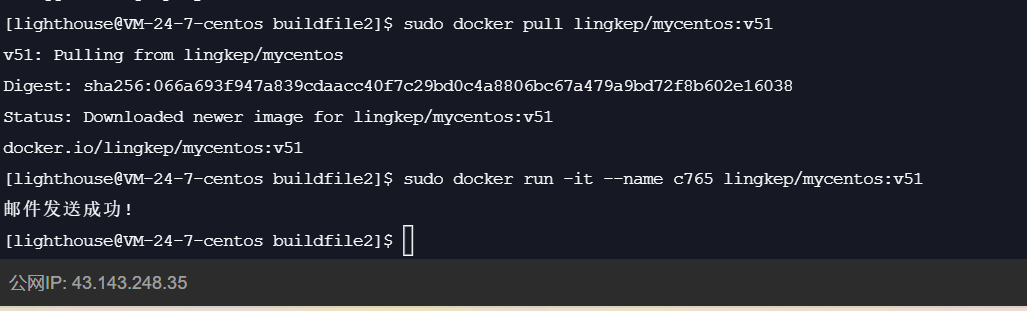 [lighthouse@VM-24-7-centos buildfile2]$ sudo docker pull lingkep/mycentos:v51
v51: Pulling from lingkep/mycentos
Digest: sha256:066a693f947a839cdaacc40f7c29bd0c4a8806bc67a479a9bd72f8b602e16038
Status: Downloaded newer image for lingkep/mycentos:v51
docker.io/lingkep/mycentos:v51
[lighthouse@VM-24-7-centos buildfile2]$ sudo docker run -it --name c765 lingkep/mycentos:v51
邮件发送成功!
[lighthouse@VM-24-7-centos buildfile2]$
公网IP: 43.143.248.35